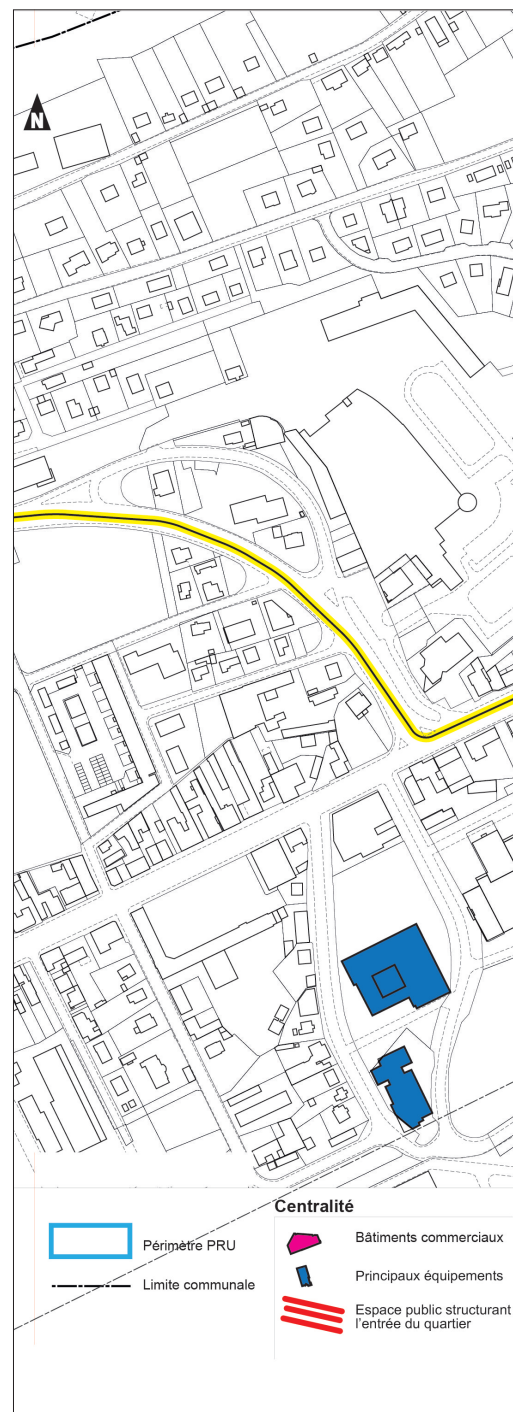 N
Périmètre PRU
Limite communale
Centralité
Bâtiments commerciaux
Principaux équipements
Espace public structurant
l'entrée du quartier